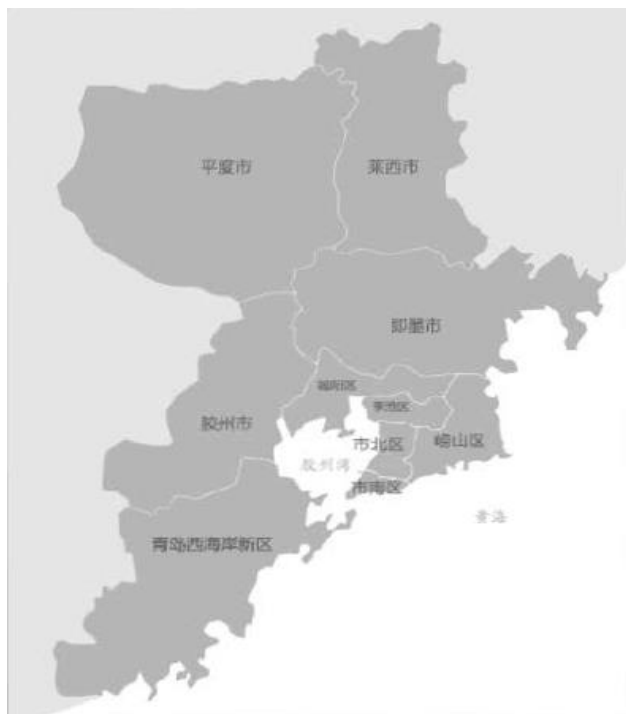 平度市
莱西市
即墨市
城阳区
李沧区
胶州市
市北区
崂山区
胶州湾
市南区
黄海
青岛西海岸新区